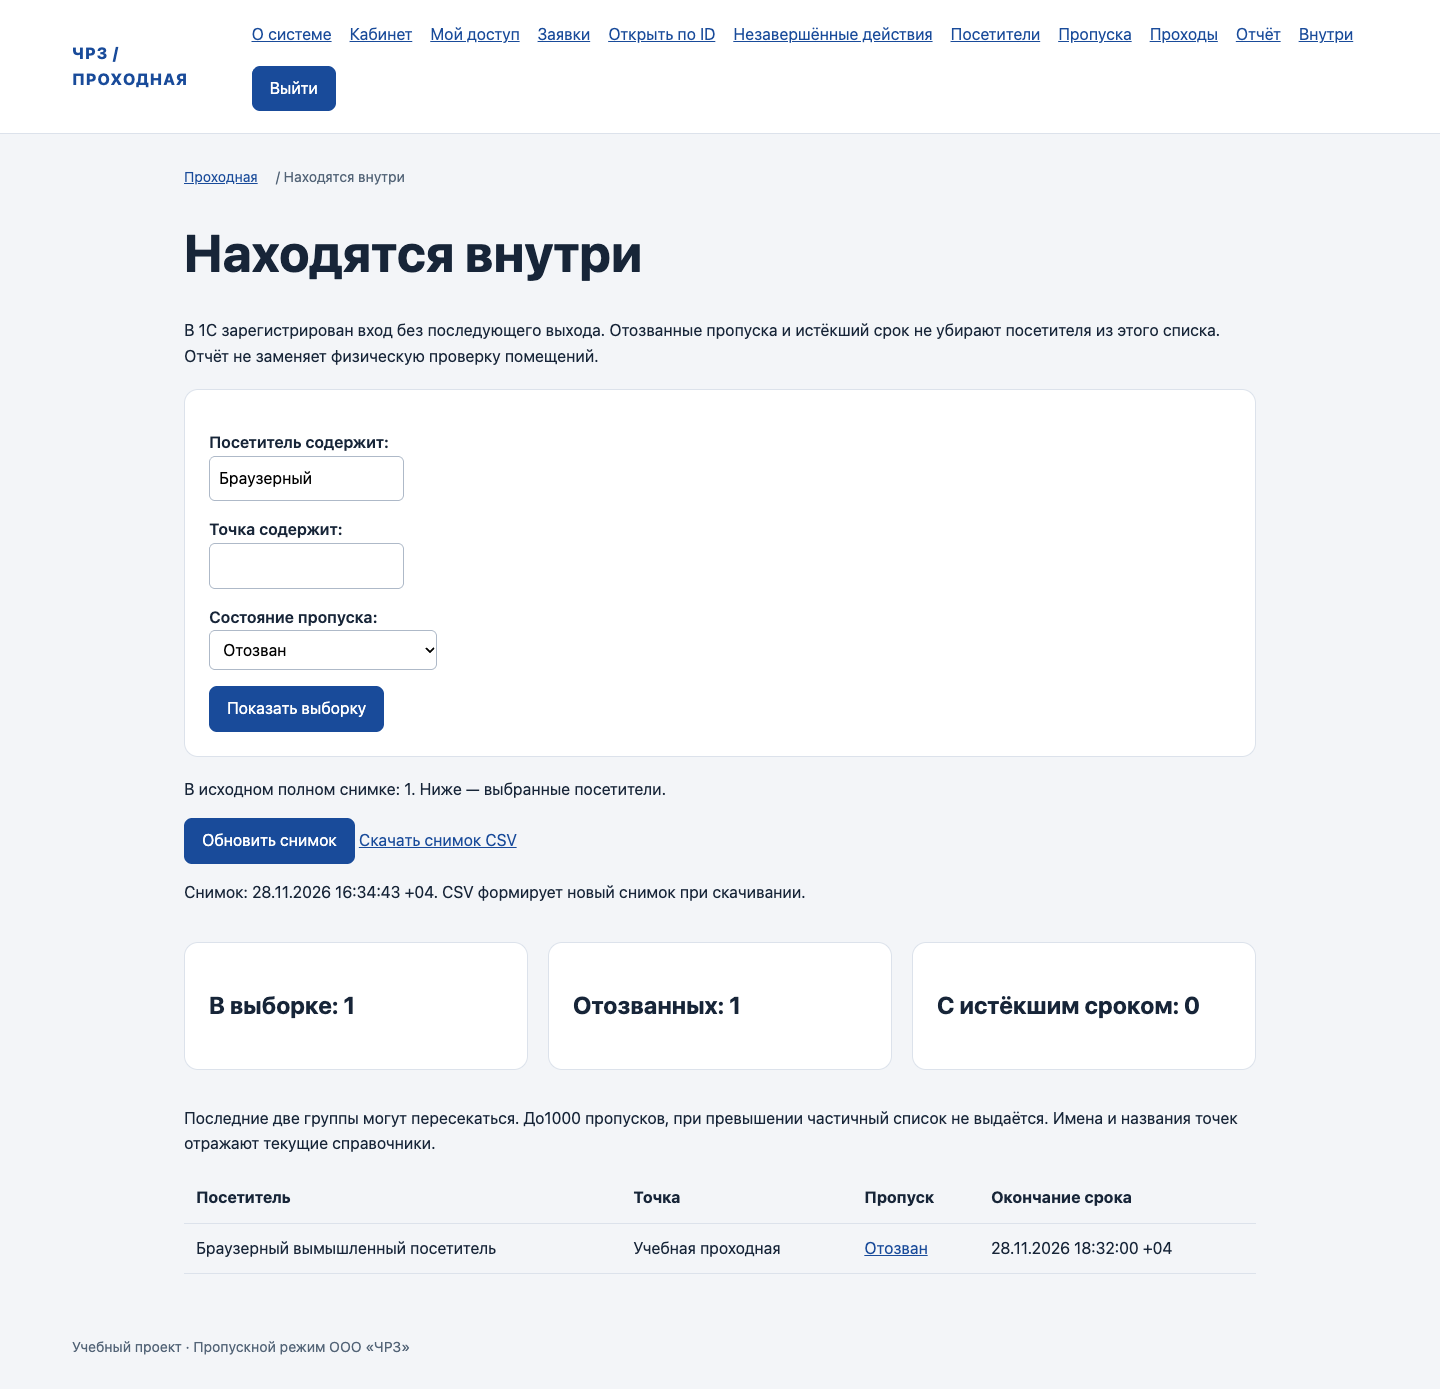 ЧРЗ / ПРОХОДНАЯ
О системе Кабинет Мой доступ Заявки Открыть по ID Незавершённые действия Посетители Пропуска Проходы Отчёт Внутри
Выйти
Проходная / Находятся внутри
Находятся внутри
В 1С зарегистрирован вход без последующего выхода. Отозванные пропуска и истёкший срок не убирают посетителя из этого списка.
Отчёт не заменяет физическую проверку помещений.
Посетитель содержит:
Браузерный
Точка содержит:
Состояние пропуска:
Отозван
Показать выборку
В исходном полном снимке: 1. Ниже — выбранные посетители.
Обновить снимок Скачать снимок CSV
Снимок: 28.11.2026 16:34:43 +04. CSV формирует новый снимок при скачивании.
В выборке: 1 Отозванных: 1 С истёкшим сроком: 0
Последние две группы могут пересекаться. До1000 пропусков, при превышении частичный список не выдаётся. Имена и названия точек
отражают текущие справочники.
Посетитель Точка Пропуск Окончание срока
Браузерный вымышленный посетитель Учебная проходная Отозван 28.11.2026 18:32:00 +04
Учебный проект · Пропускной режим ООО «ЧРЗ»